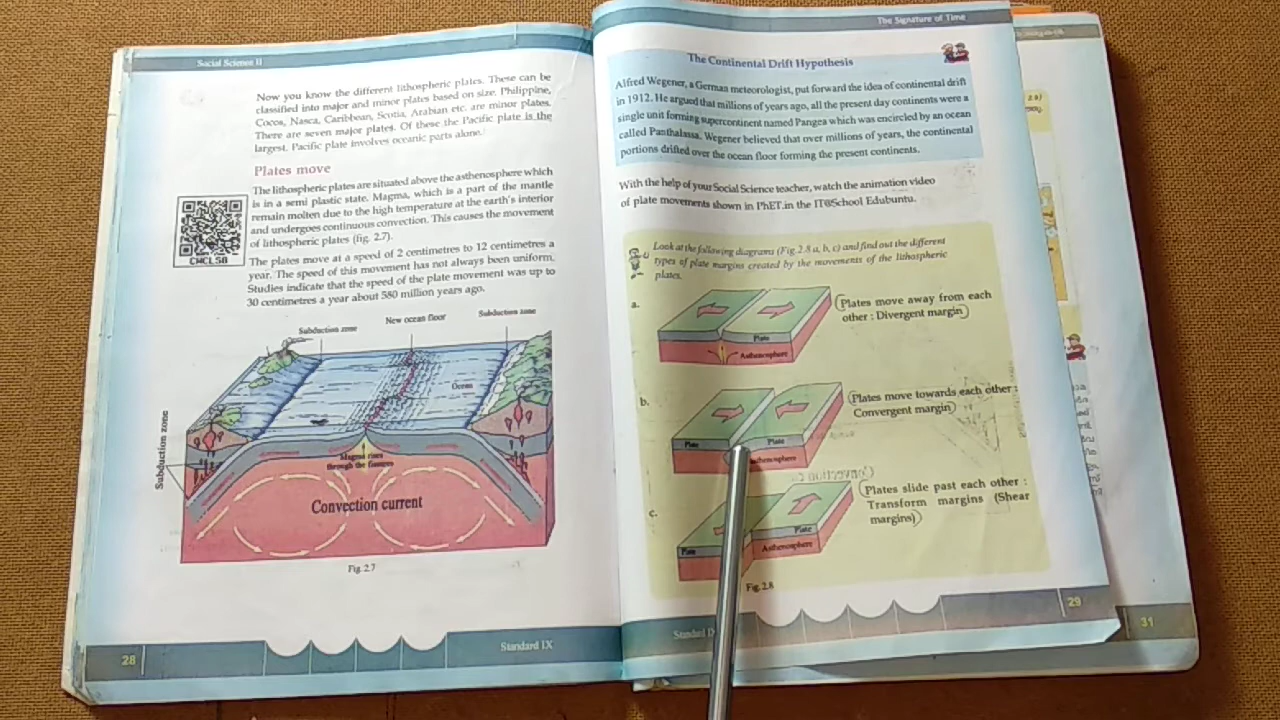 Social Science II
Now you know the different lithospheric plates. These can be
classified into major and minor plates based on size. Philippine,
Cocos, Nasca, Caribbean, Scotia, Arabian etc. are minor plates.
There are seven major plates. Of these the Pacific plate is the
largest. Pacific plate involves oceanic parts alone.
Plates move
The lithospheric plates are situated above the asthenosphere which
is in a semi plastic state. Magma, which is a part of the mantle
remain molten due to the high temperature at the earth's interior
and undergoes continuous convection. This causes the movement
of lithospheric plates (fig. 2.7).
CMCL5B
The plates move at a speed of 2 centimetres to 12 centimetres a
year. The speed of this movement has not always been uniform.
Studies indicate that the speed of the plate movement was up to
30 centimetres a year about 580 million years ago.
Subduction zone
New ocean floor
Subduction zone
Ocean
Subduction zone
Magma rises
through the fissures
Convection current
Fig. 2.7
28
Standard IX
The Signature of Time
The Continental Drift Hypothesis
Alfred Wegener, a German meteorologist, put forward the idea of continental drift
in 1912. He argued that millions of years ago, all the present day continents were a
single unit forming supercontinent named Pangea which was encircled by an ocean
called Panthalassa. Wegener believed that over millions of years, the continental
portions drifted over the ocean floor forming the present continents.
With the help of your Social Science teacher, watch the animation video
of plate movements shown in PhET in the IT@School Edubuntu.
Look at the following diagrams (Fig 2.8 a, b, c) and find out the different
types of plate margins created by the movements of the lithospheric
plates.
a.
Plate
Asthenosphere
(Plates move away from each
other : Divergent margin)
b.
Plate
Plate
(Plates move towards each other :
Convergent margin)
c.
Plate
Plate
Asthenosphere
(Plates slide past each other :
Transform margins (Shear
margins))
Fig 2.8
Standard
29
31